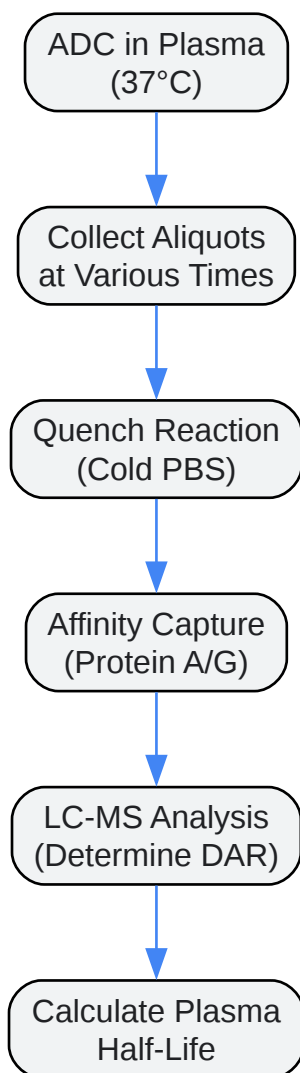 ADC in Plasma
(37°C)
Collect Aliquots
at Various Times
Quench Reaction
(Cold PBS)
Affinity Capture
(Protein A/G)
LC-MS Analysis
(Determine DAR)
Calculate Plasma
Half-Life